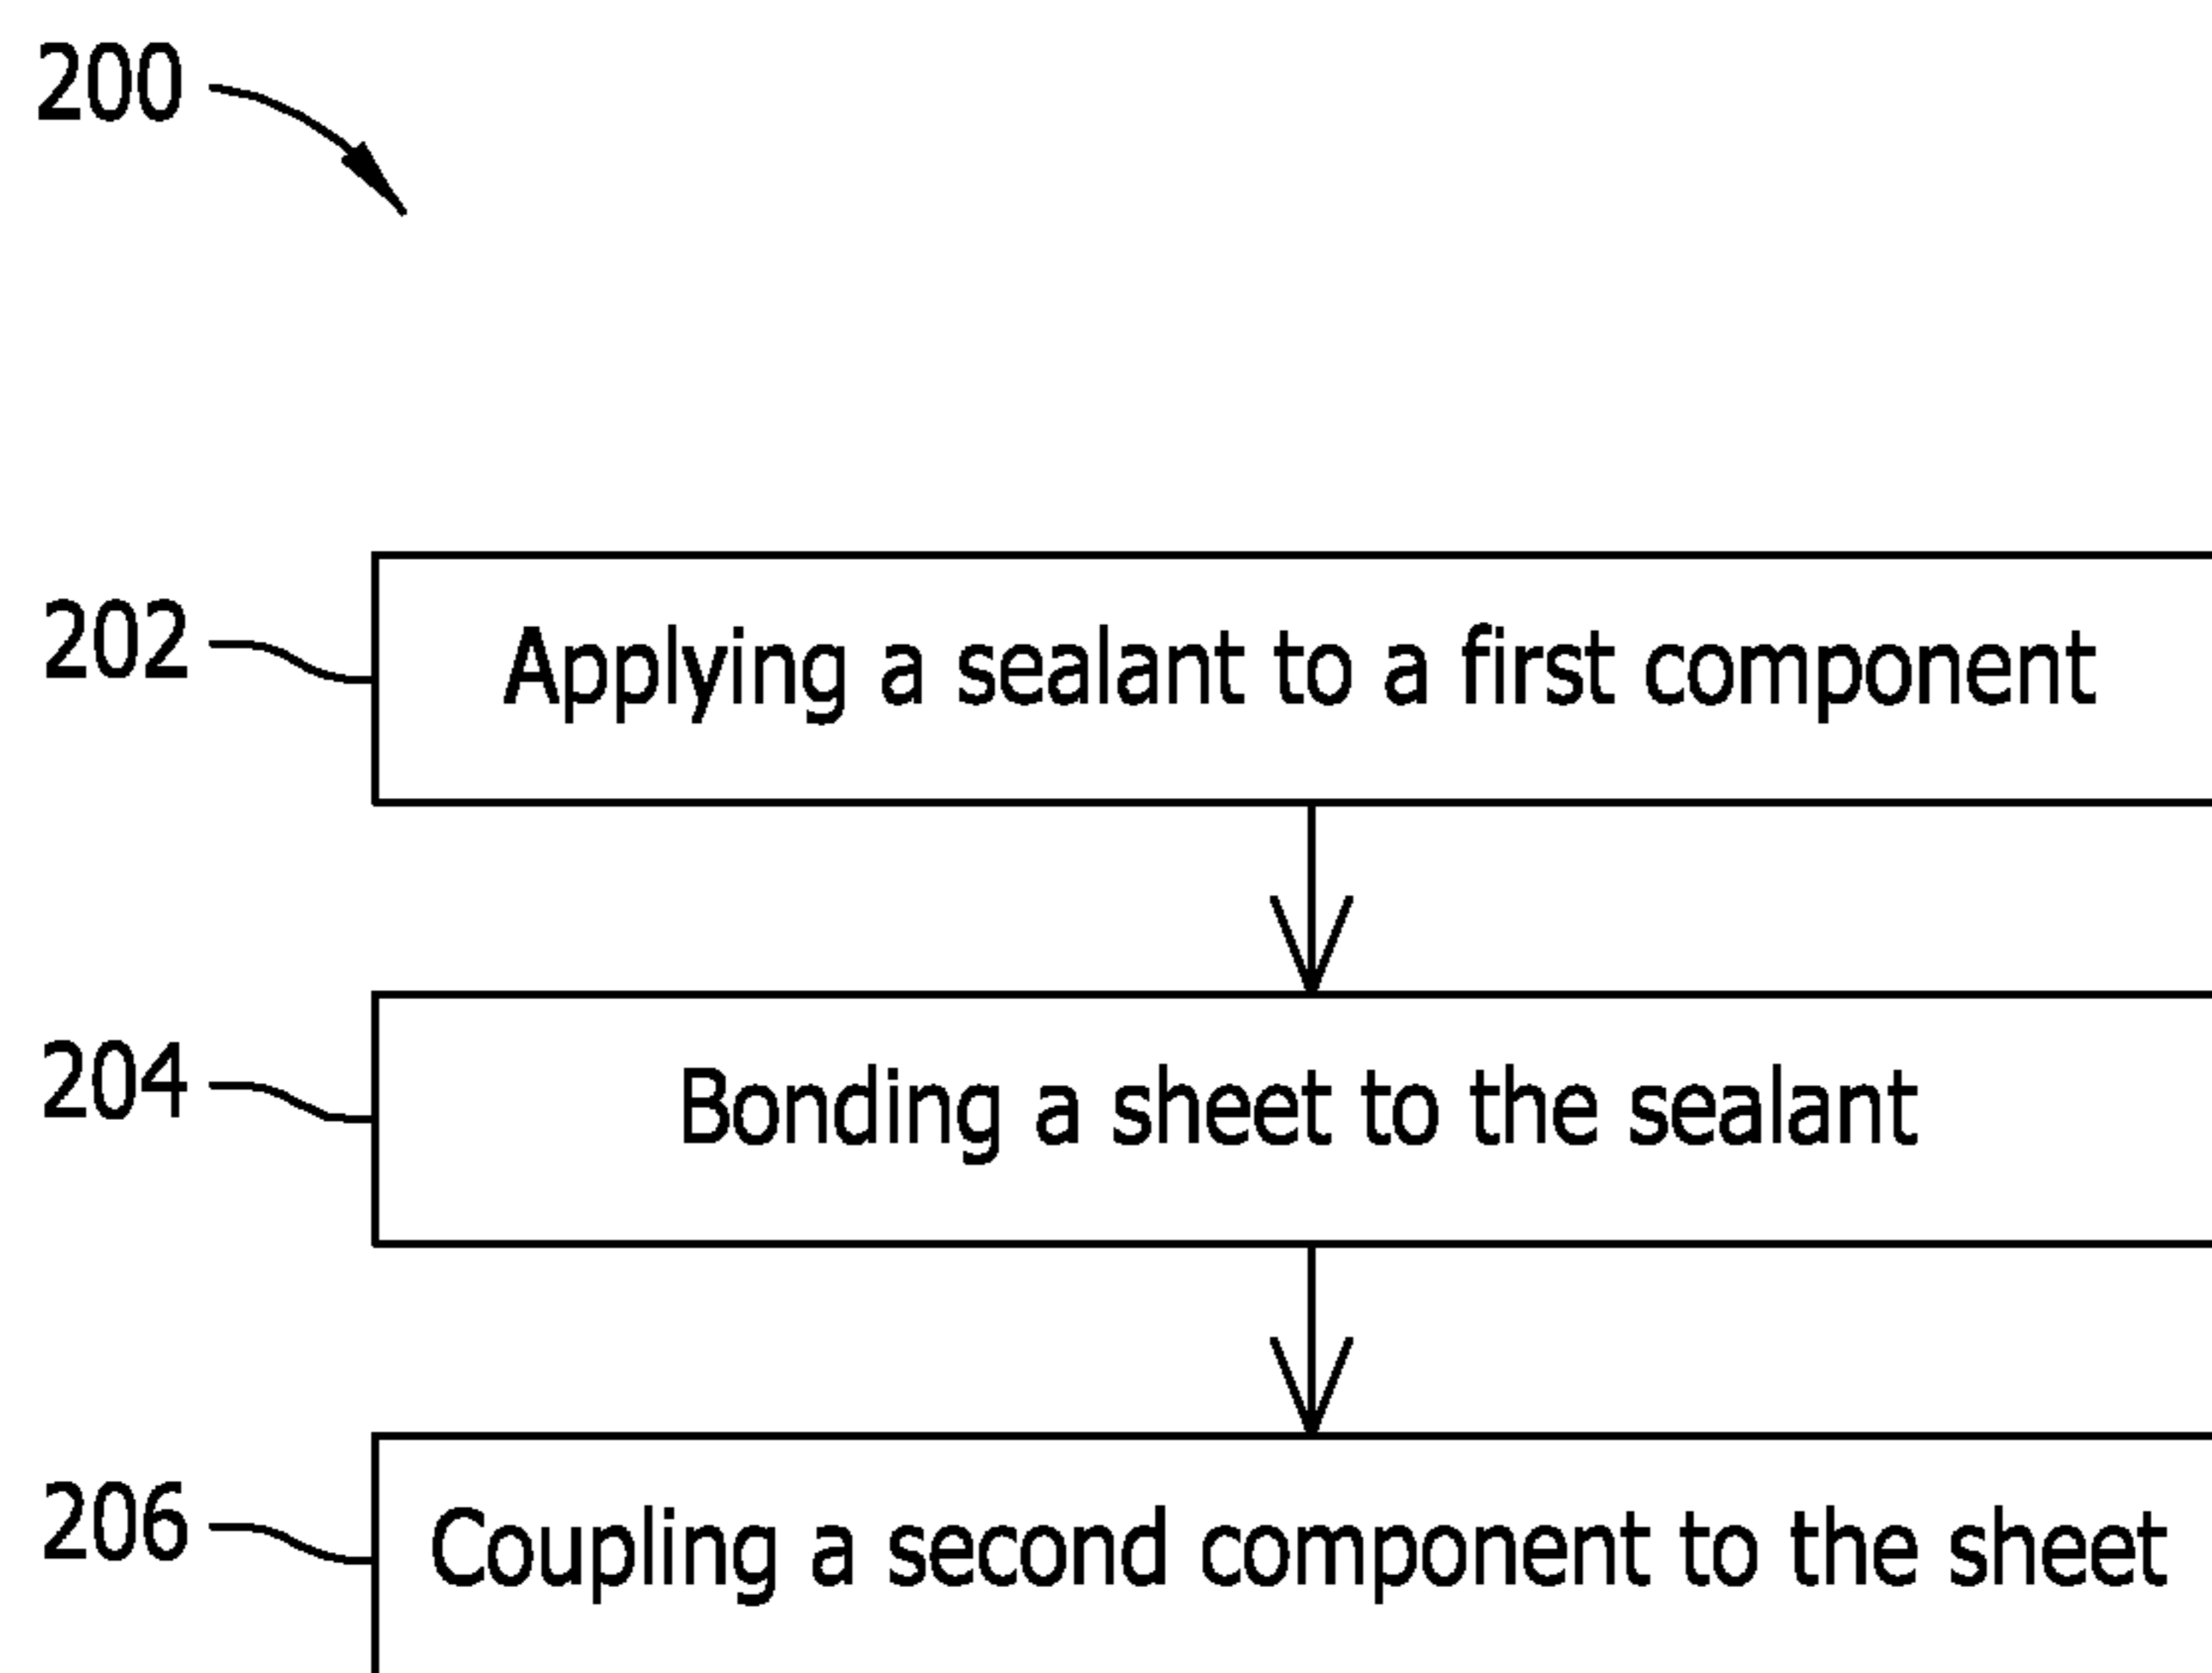 200
202 Applying a sealant to a first component
204 Bonding a sheet to the sealant
206 Coupling a second component to the sheet